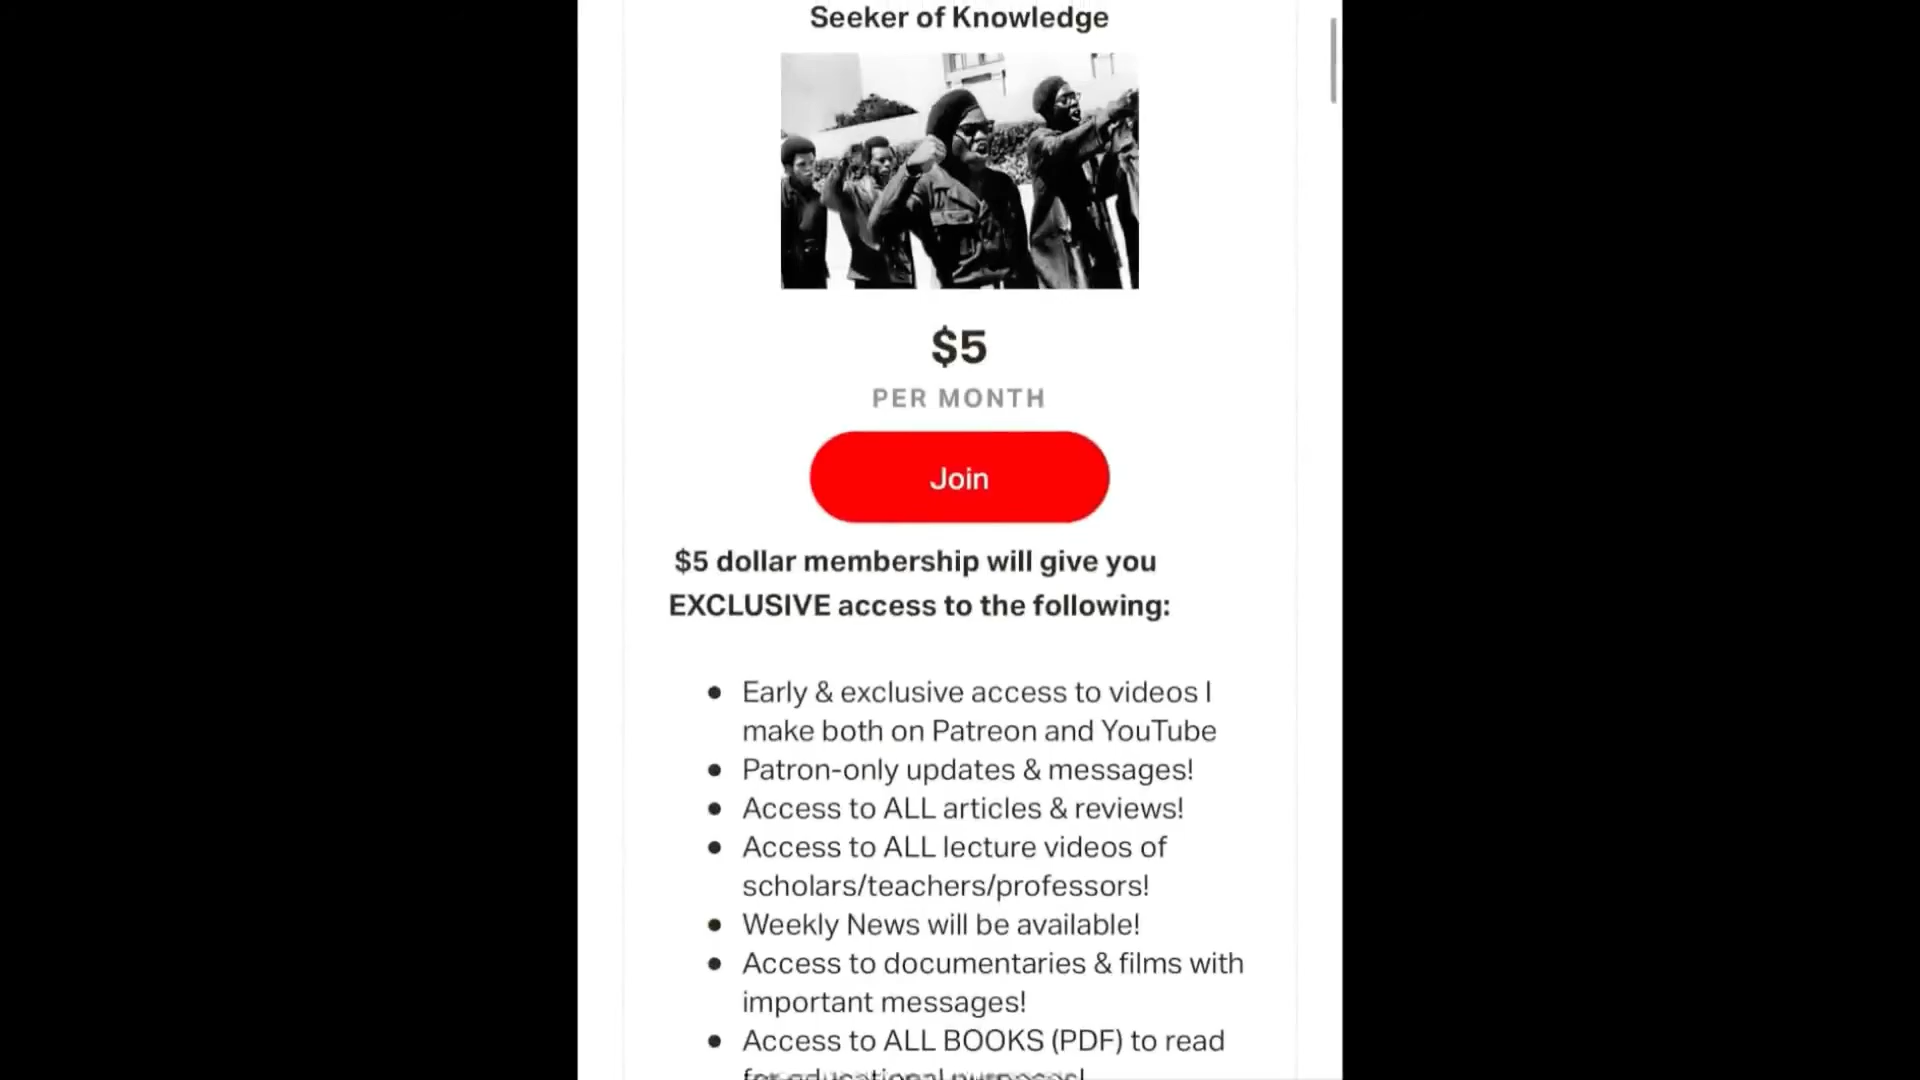 Seeker of Knowledge
$5
PER MONTH
Join
$5 dollar membership will give you
EXCLUSIVE access to the following:
● Early & exclusive access to videos I
make both on Patreon and YouTube
● Patron-only updates & messages!
● Access to ALL articles & reviews!
● Access to ALL lecture videos of
scholars/teachers/professors!
● Weekly News will be available!
● Access to documentaries & films with
important messages!
● Access to ALL BOOKS (PDF) to read
for educational purposes!